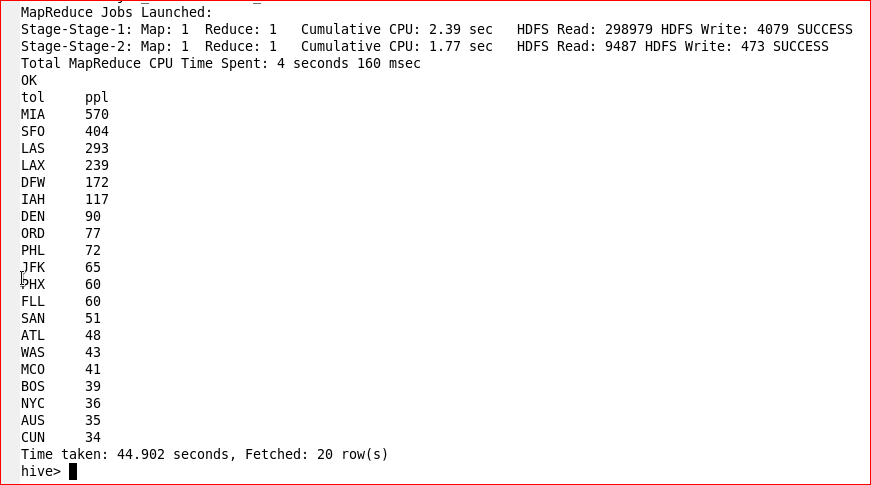 MapReduce Jobs Launched:
Stage-Stage-1: Map: 1  Reduce: 1   Cumulative CPU: 2.39 sec   HDFS Read: 298979 HDFS Write: 4079 SUCCESS
Stage-Stage-2: Map: 1  Reduce: 1   Cumulative CPU: 1.77 sec   HDFS Read: 9487 HDFS Write: 473 SUCCESS
Total MapReduce CPU Time Spent: 4 seconds 160 msec
OK
tol     ppl
MIA     570
SFO     404
LAS     293
LAX     239
DFW     172
IAH     117
DEN     90
ORD     77
PHL     72
JFK     65
PHX     60
FLL     60
SAN     51
ATL     48
WAS     43
MCO     41
BOS     39
NYC     36
AUS     35
CUN     34
Time taken: 44.902 seconds, Fetched: 20 row(s)
hive>